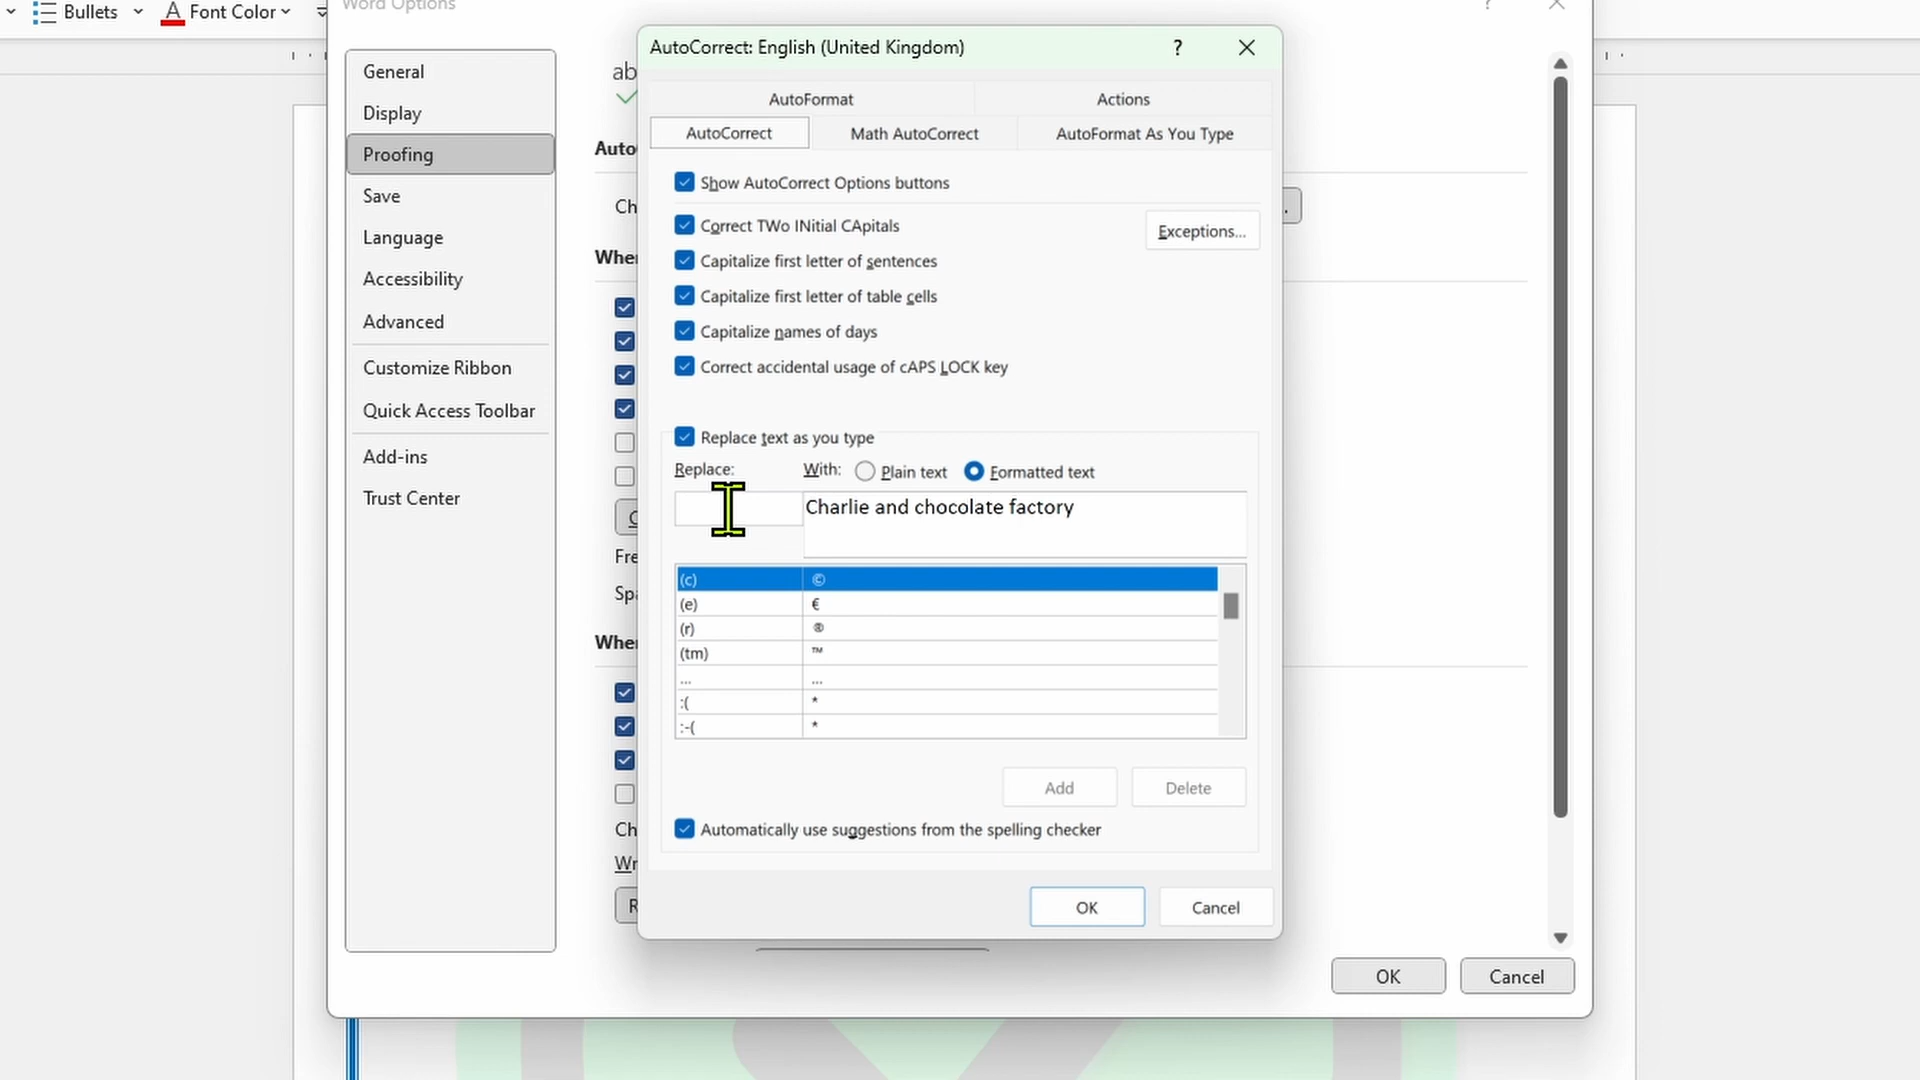 Bullets
Font Color
Word Options
?
General
Display
Proofing
Save
Language
Accessibility
Advanced
Customize Ribbon
Quick Access Toolbar
Add-ins
Trust Center
AutoCorrect: English (United Kingdom)
?
AutoFormat
Actions
AutoCorrect
Math AutoCorrect
AutoFormat As You Type
Show AutoCorrect Options buttons
Correct TWo INitial CApitals
Exceptions...
Capitalize first letter of sentences
Capitalize first letter of table cells
Capitalize names of days
Correct accidental usage of cAPS LOCK key
Replace text as you type
Replace:
With:
Plain text
Formatted text
Charlie and chocolate factory
(c) ©
(e) €
(r) ®
(tm) ™
... ...
:( *
:-( *
Add
Delete
Automatically use suggestions from the spelling checker
OK
Cancel
OK
Cancel